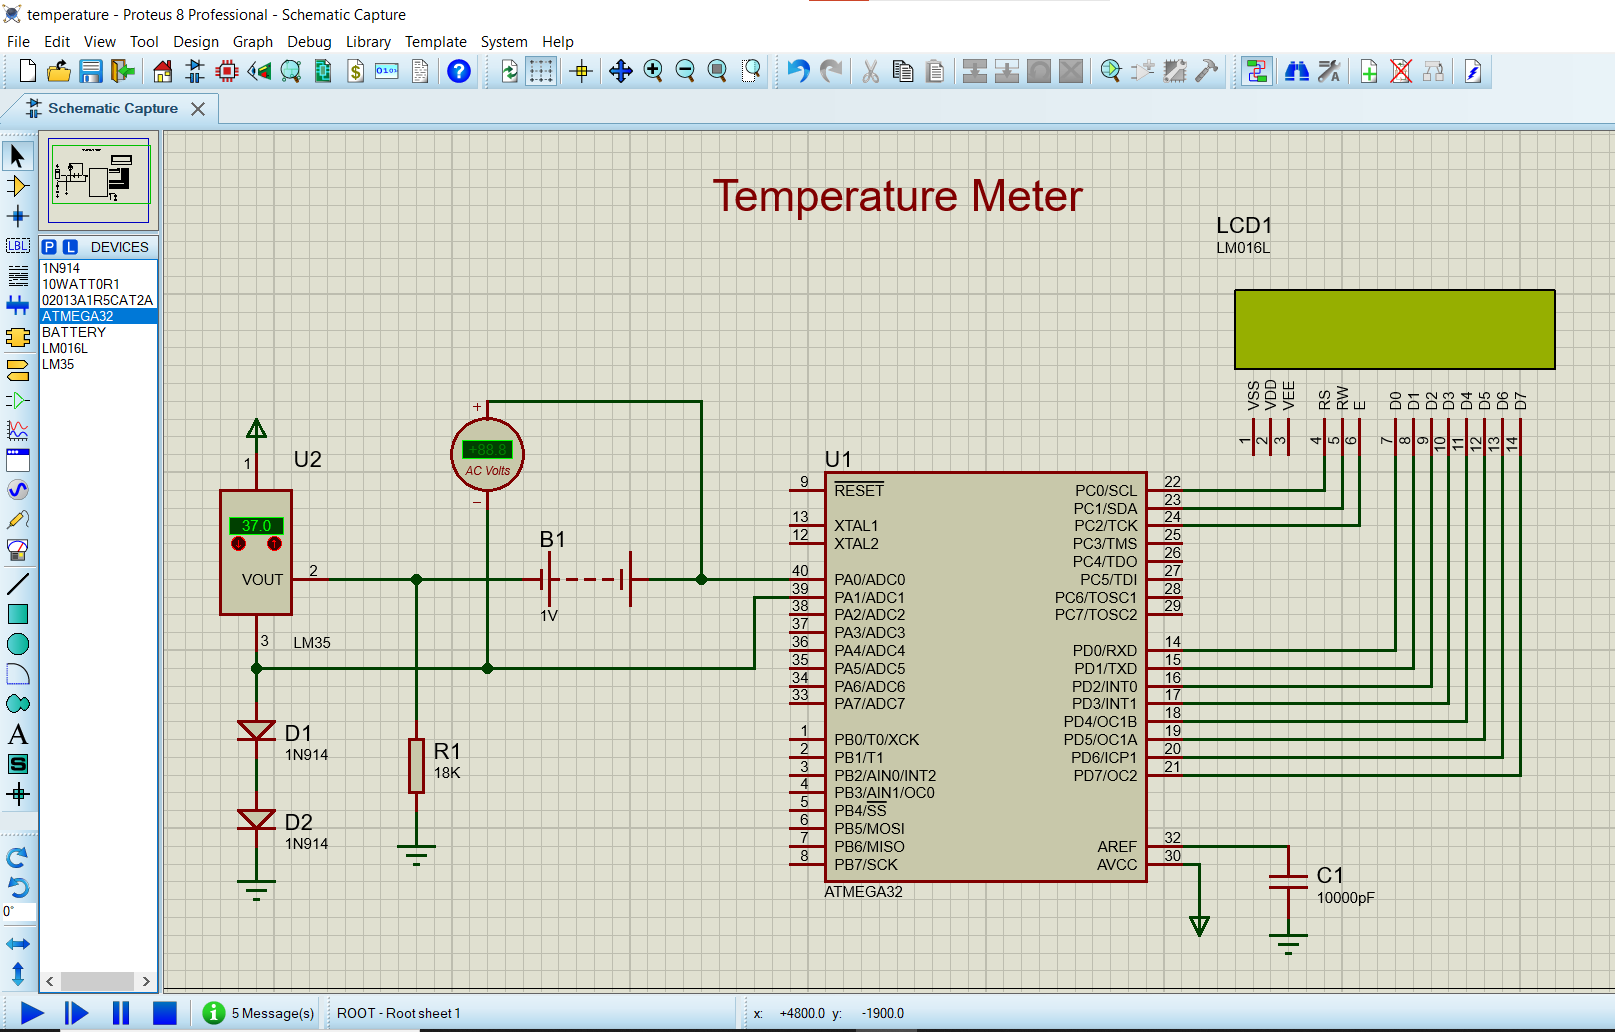 temperature - Proteus 8 Professional - Schematic Capture
File Edit View Tool Design Graph Debug Library Template System Help
Schematic Capture
P L DEVICES
1N914
10WATT0R1
02013A1R5CAT2A
ATMEGA32
BATTERY
LM016L
LM35
LBL
A
S
0°
Temperature Meter
LCD1
LM016L
VSS VDD VEE RS RW E D0 D1 D2 D3 D4 D5 D6 D7
1 2 3 4 5 6 7 8 9 10 11 12 13 14
U2
1
37.0
VOUT
2
3
LM35
+
+88.8
AC Volts
−
B1
1V
D1
1N914
D2
1N914
R1
18K
U1
9 RESET
13 XTAL1
12 XTAL2
40 PA0/ADC0
39 PA1/ADC1
38 PA2/ADC2
37 PA3/ADC3
36 PA4/ADC4
35 PA5/ADC5
34 PA6/ADC6
33 PA7/ADC7
1 PB0/T0/XCK
2 PB1/T1
3 PB2/AIN0/INT2
4 PB3/AIN1/OC0
5 PB4/SS
6 PB5/MOSI
7 PB6/MISO
8 PB7/SCK
PC0/SCL 22
PC1/SDA 23
PC2/TCK 24
PC3/TMS 25
PC4/TDO 26
PC5/TDI 27
PC6/TOSC1 28
PC7/TOSC2 29
PD0/RXD 14
PD1/TXD 15
PD2/INT0 16
PD3/INT1 17
PD4/OC1B 18
PD5/OC1A 19
PD6/ICP1 20
PD7/OC2 21
AREF 32
AVCC 30
ATMEGA32
C1
10000pF
5 Message(s) ROOT - Root sheet 1 x: +4800.0 y: -1900.0